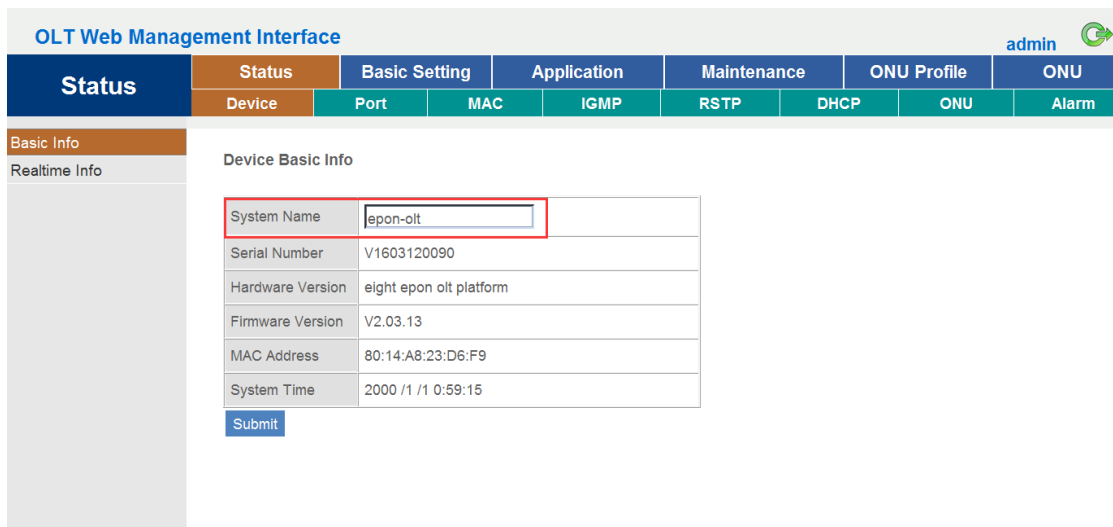 OLT Web Management Interface
admin
Status
Status Basic Setting Application Maintenance ONU Profile ONU
Device Port MAC IGMP RSTP DHCP ONU Alarm
Basic Info
Realtime Info
Device Basic Info
System Name epon-olt
Serial Number V1603120090
Hardware Version eight epon olt platform
Firmware Version V2.03.13
MAC Address 80:14:A8:23:D6:F9
System Time 2000 /1 /1 0:59:15
Submit